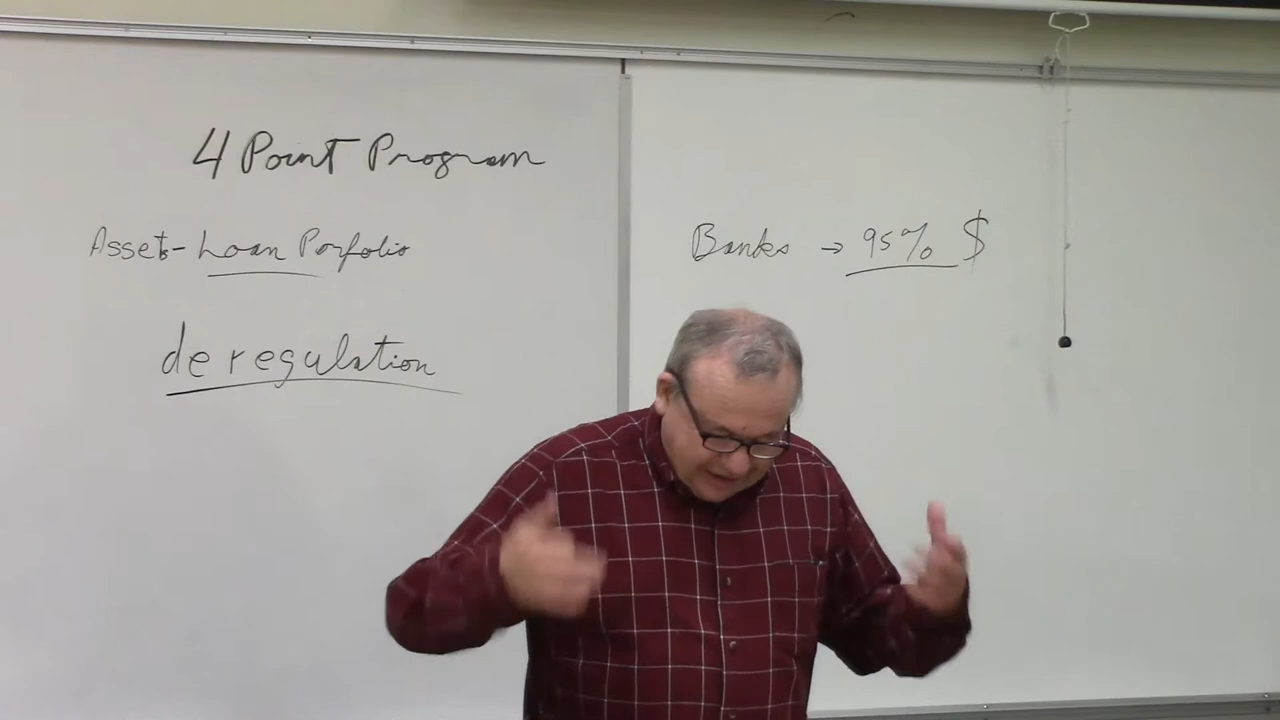 4 Point Program
Assets-Loan Porfolio
deregulation
Banks → 95% $